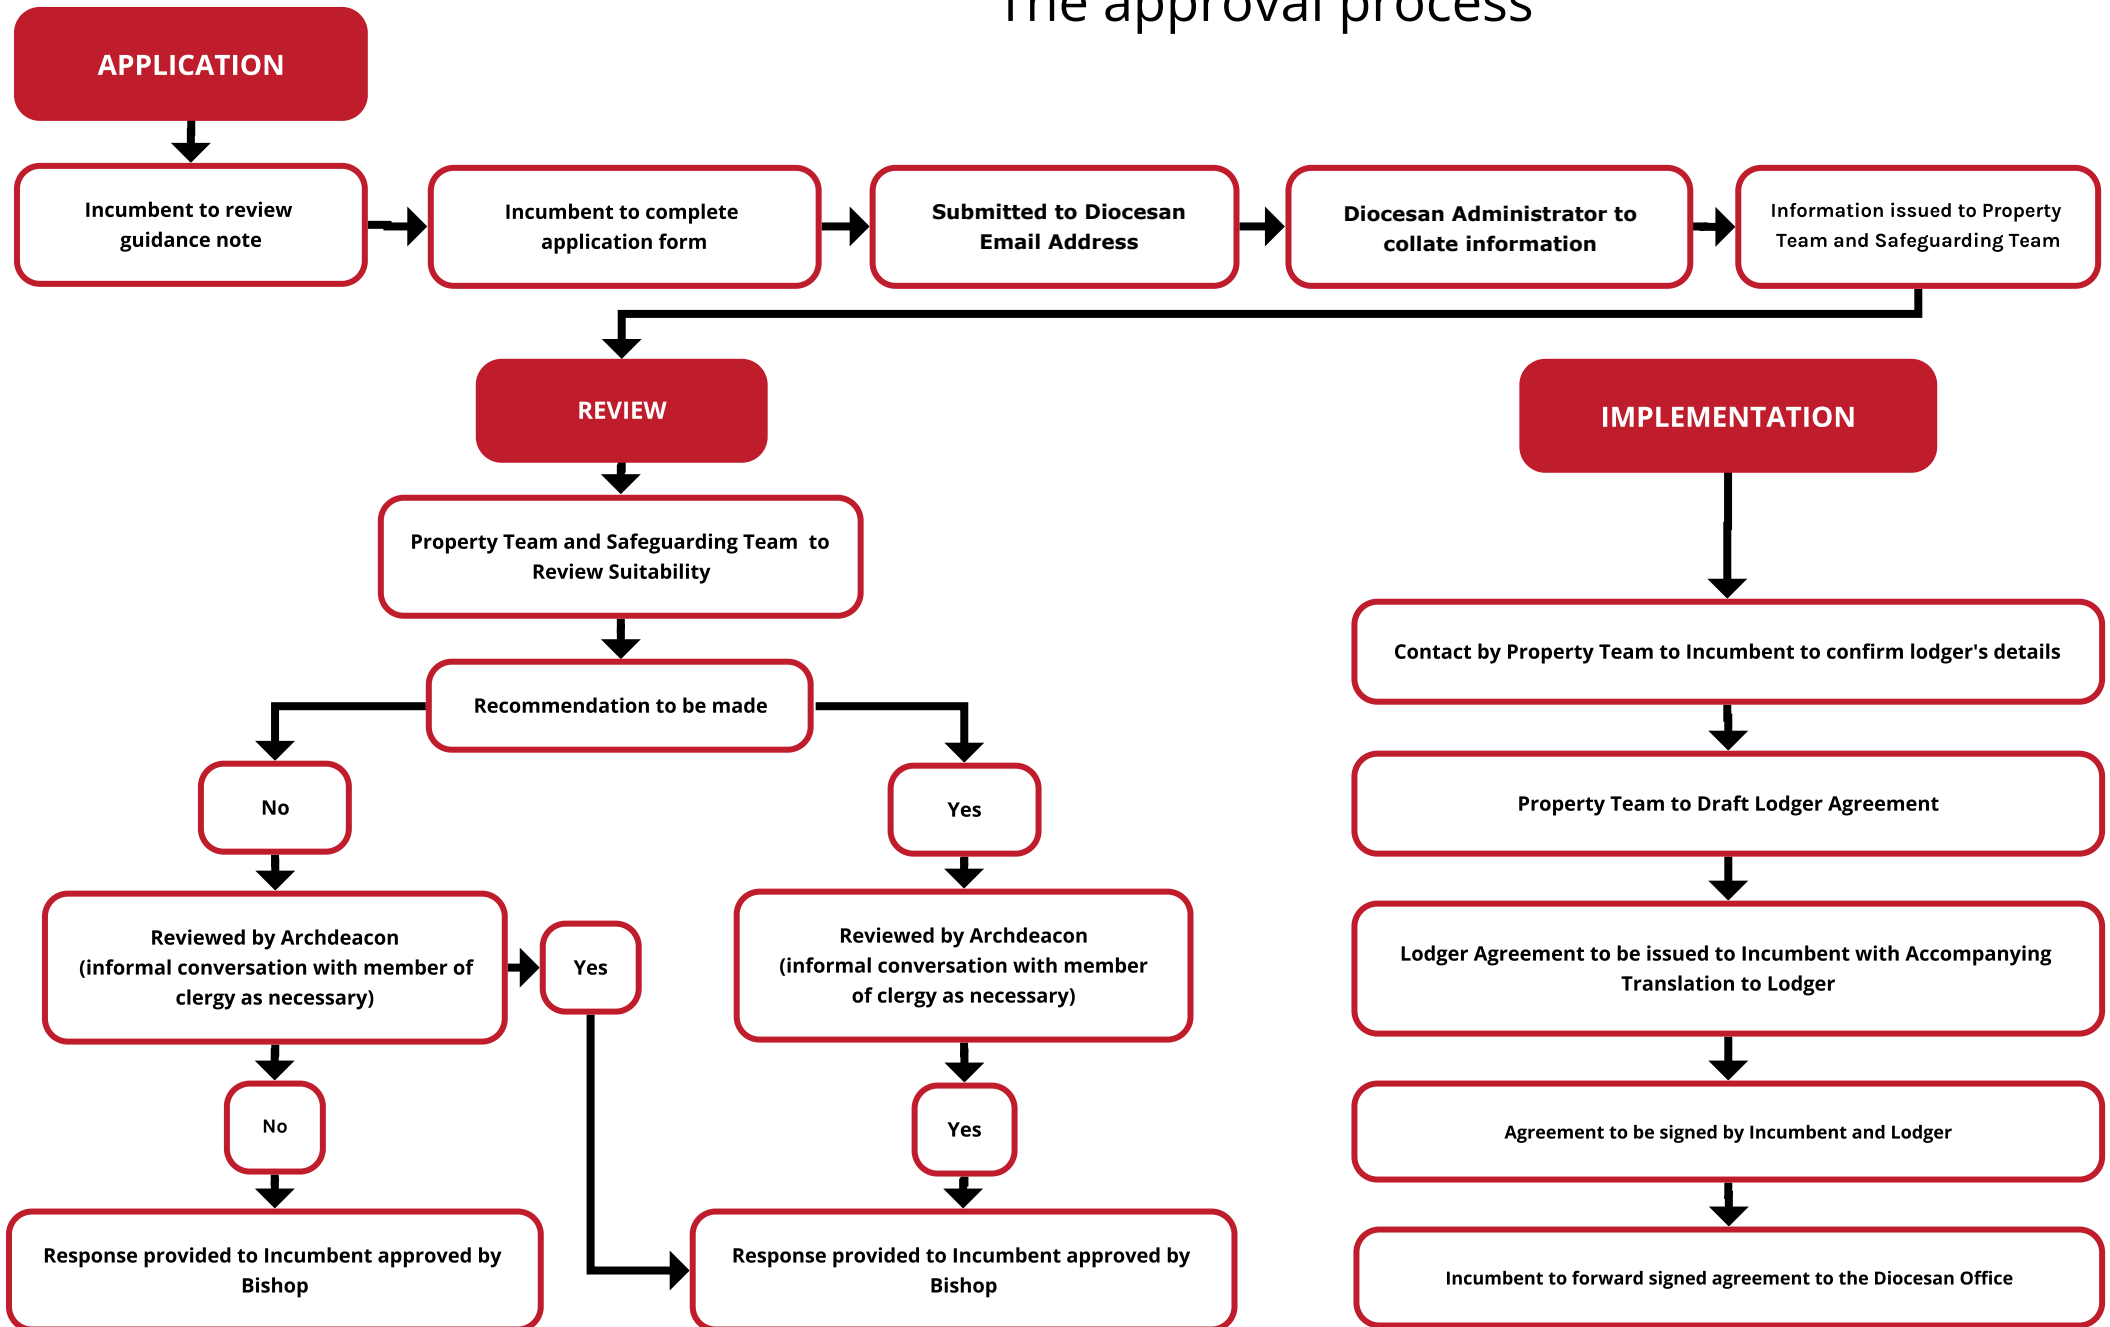 The approval process
APPLICATION
Incumbent to review
guidance note
Incumbent to complete
application form
Submitted to Diocesan
Email Address
Diocesan Administrator to
collate information
Information issued to Property
Team and Safeguarding Team
REVIEW
Property Team and Safeguarding Team to
Review Suitability
Recommendation to be made
No
Yes
Reviewed by Archdeacon
(informal conversation with member of
clergy as necessary)
Yes
Reviewed by Archdeacon
(informal conversation with member
of clergy as necessary)
No
Yes
Response provided to Incumbent approved by
Bishop
Response provided to Incumbent approved by
Bishop
IMPLEMENTATION
Contact by Property Team to Incumbent to confirm lodger's details
Property Team to Draft Lodger Agreement
Lodger Agreement to be issued to Incumbent with Accompanying
Translation to Lodger
Agreement to be signed by Incumbent and Lodger
Incumbent to forward signed agreement to the Diocesan Office